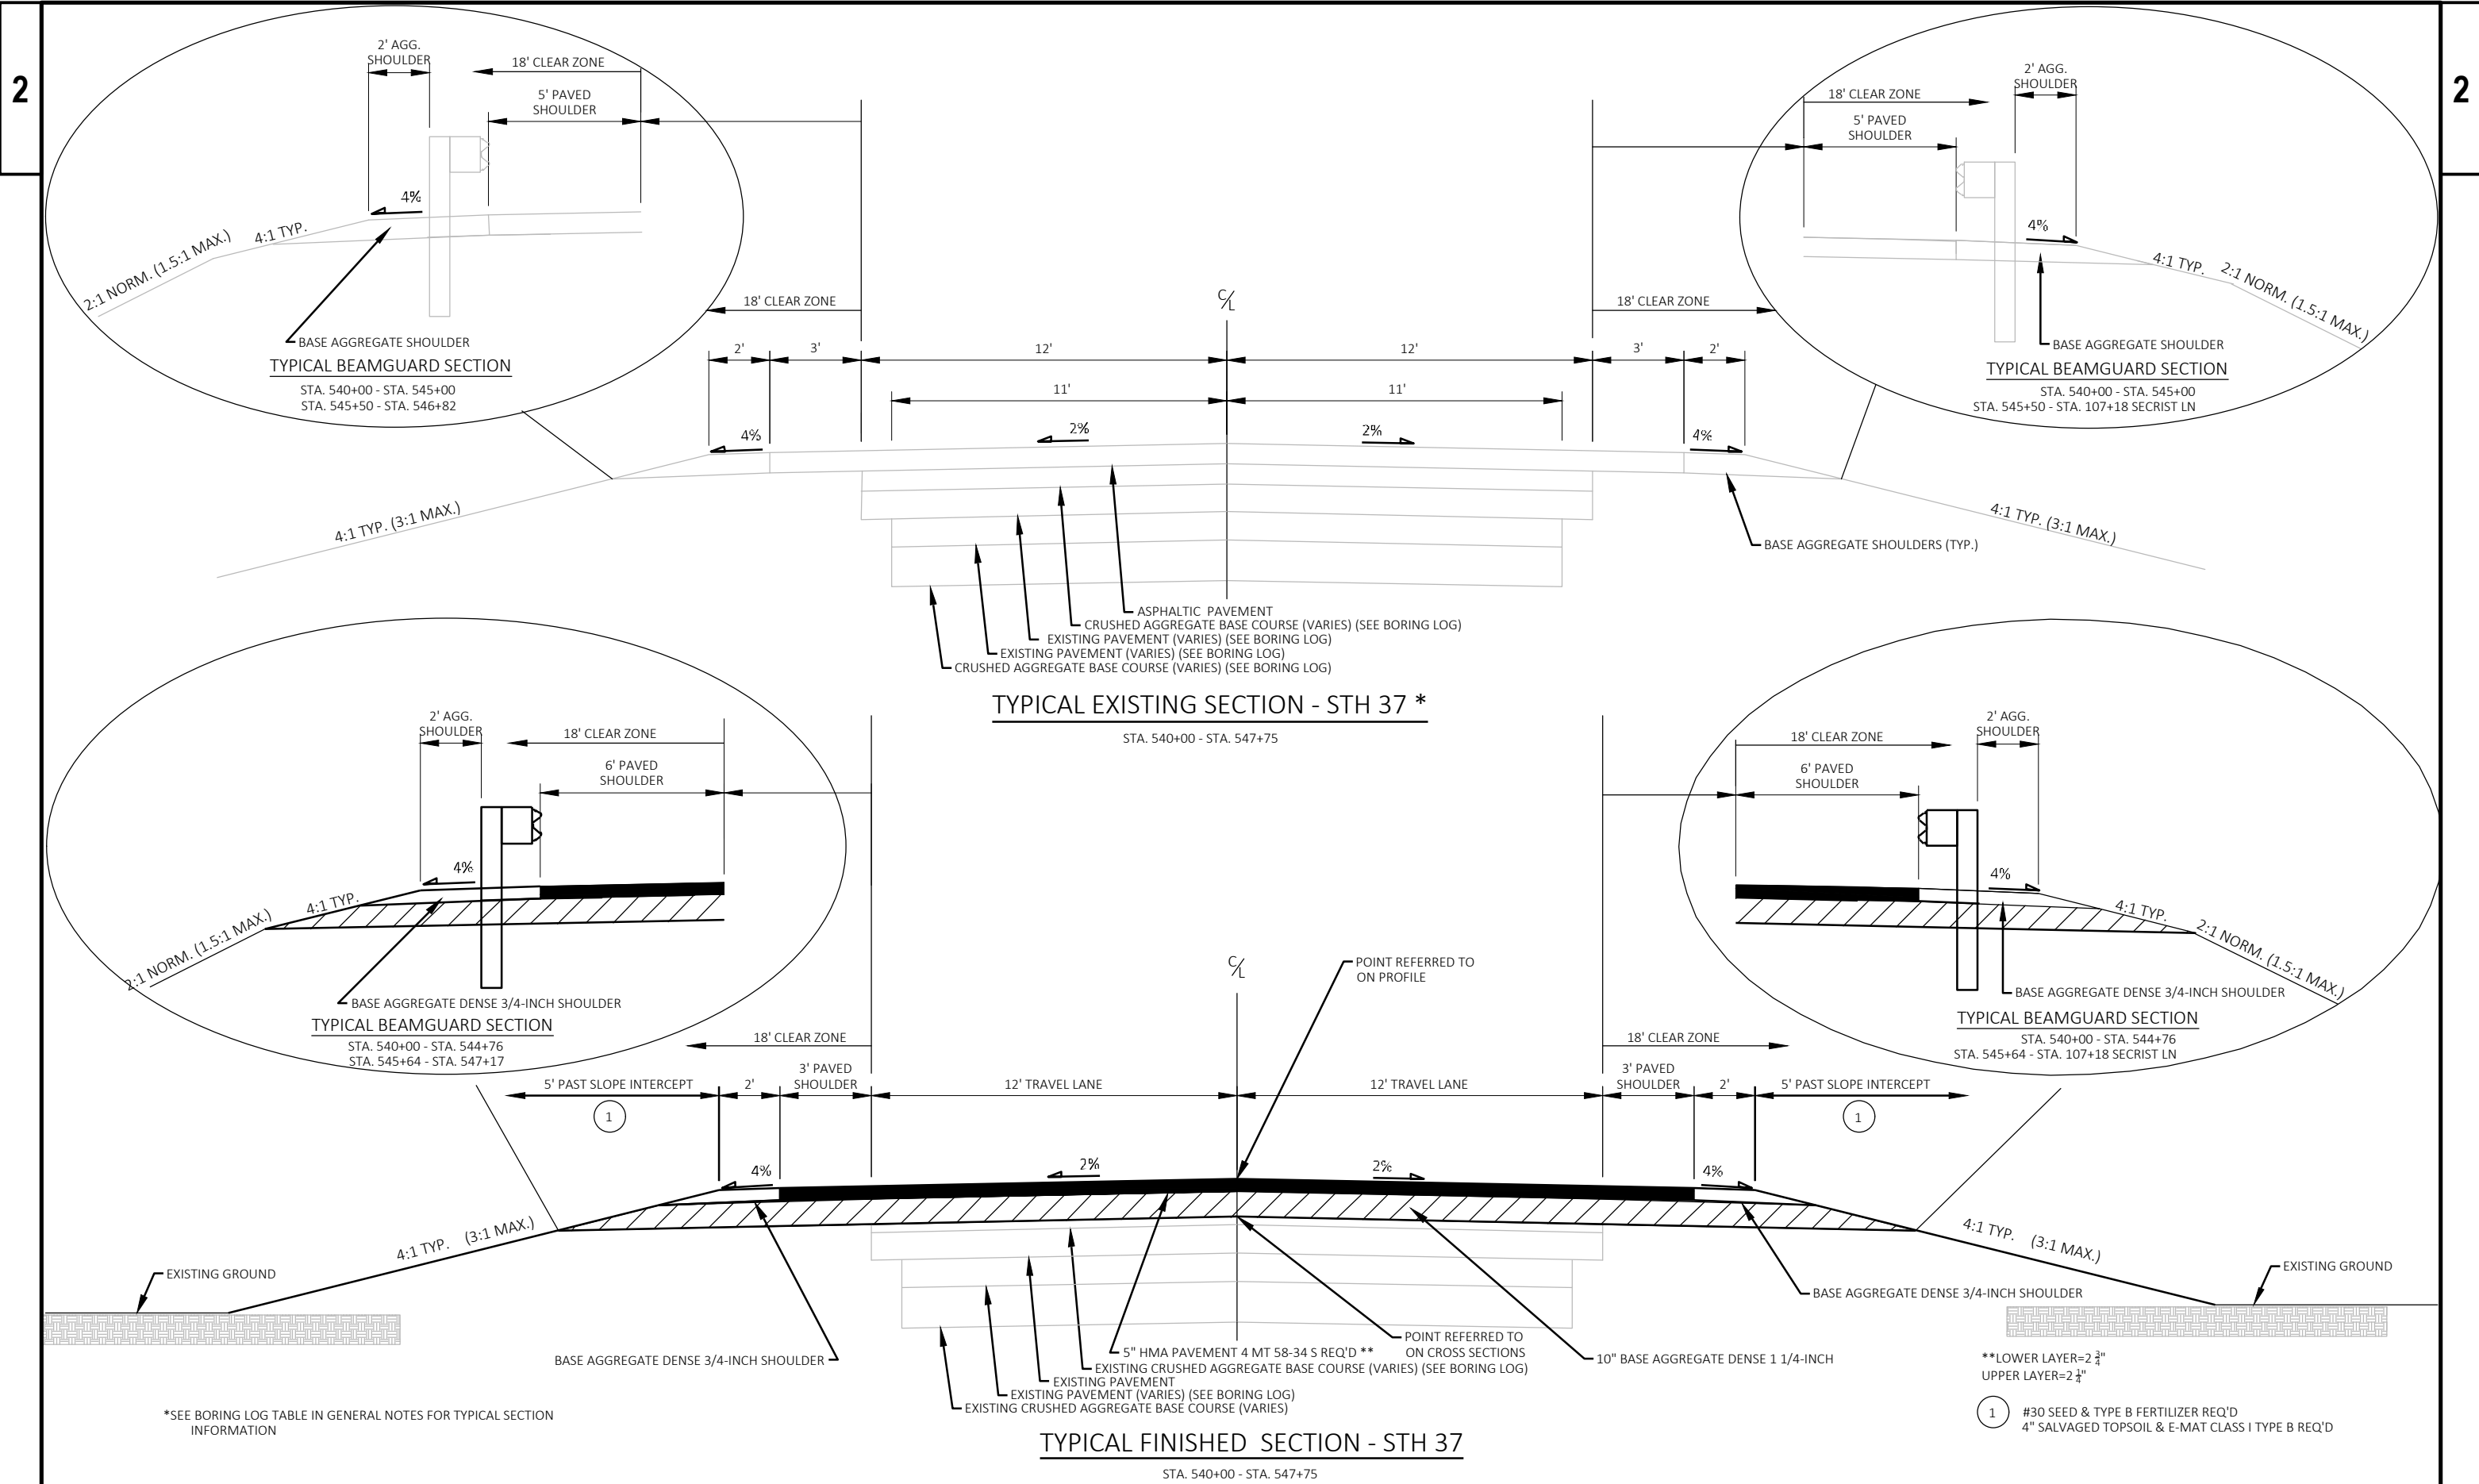 2
2
2' AGG.
SHOULDER
18' CLEAR ZONE
5' PAVED
SHOULDER
4%
4:1 TYP.
2:1 NORM. (1.5:1 MAX.)
BASE AGGREGATE SHOULDER
TYPICAL BEAMGUARD SECTION
STA. 540+00 - STA. 545+00
STA. 545+50 - STA. 546+82
2' AGG.
SHOULDER
18' CLEAR ZONE
5' PAVED
SHOULDER
4%
4:1 TYP.
2:1 NORM. (1.5:1 MAX.)
BASE AGGREGATE SHOULDER
TYPICAL BEAMGUARD SECTION
STA. 540+00 - STA. 545+00
STA. 545+50 - STA. 107+18 SECRIST LN
18' CLEAR ZONE
C/L
18' CLEAR ZONE
2'
3'
12'
12'
3'
2'
11'
11'
4%
2%
2%
4%
4:1 TYP. (3:1 MAX.)
4:1 TYP. (3:1 MAX.)
BASE AGGREGATE SHOULDERS (TYP.)
ASPHALTIC PAVEMENT
CRUSHED AGGREGATE BASE COURSE (VARIES) (SEE BORING LOG)
EXISTING PAVEMENT (VARIES) (SEE BORING LOG)
EXISTING PAVEMENT (VARIES) (SEE BORING LOG)
CRUSHED AGGREGATE BASE COURSE (VARIES) (SEE BORING LOG)
TYPICAL EXISTING SECTION - STH 37 *
STA. 540+00 - STA. 547+75
2' AGG.
SHOULDER
18' CLEAR ZONE
6' PAVED
SHOULDER
4%
4:1 TYP.
2:1 NORM. (1.5:1 MAX.)
BASE AGGREGATE DENSE 3/4-INCH SHOULDER
TYPICAL BEAMGUARD SECTION
STA. 540+00 - STA. 544+76
STA. 545+64 - STA. 547+17
2' AGG.
SHOULDER
18' CLEAR ZONE
6' PAVED
SHOULDER
4%
4:1 TYP.
2:1 NORM. (1.5:1 MAX.)
BASE AGGREGATE DENSE 3/4-INCH SHOULDER
TYPICAL BEAMGUARD SECTION
STA. 540+00 - STA. 544+76
STA. 545+64 - STA. 107+18 SECRIST LN
C/L
POINT REFERRED TO
ON PROFILE
18' CLEAR ZONE
18' CLEAR ZONE
5' PAST SLOPE INTERCEPT
1
2'
3' PAVED
SHOULDER
12' TRAVEL LANE
12' TRAVEL LANE
3' PAVED
SHOULDER
2'
5' PAST SLOPE INTERCEPT
1
4%
2%
2%
4%
4:1 TYP. (3:1 MAX.)
4:1 TYP. (3:1 MAX.)
EXISTING GROUND
EXISTING GROUND
BASE AGGREGATE DENSE 3/4-INCH SHOULDER
BASE AGGREGATE DENSE 3/4-INCH SHOULDER
POINT REFERRED TO
ON CROSS SECTIONS
10" BASE AGGREGATE DENSE 1 1/4-INCH
5" HMA PAVEMENT 4 MT 58-34 S REQ'D **
EXISTING CRUSHED AGGREGATE BASE COURSE (VARIES) (SEE BORING LOG)
EXISTING PAVEMENT
EXISTING PAVEMENT (VARIES) (SEE BORING LOG)
EXISTING CRUSHED AGGREGATE BASE COURSE (VARIES)
**LOWER LAYER=2 3/4"
UPPER LAYER=2 1/4"
1 #30 SEED & TYPE B FERTILIZER REQ'D
4" SALVAGED TOPSOIL & E-MAT CLASS I TYPE B REQ'D
*SEE BORING LOG TABLE IN GENERAL NOTES FOR TYPICAL SECTION
INFORMATION
TYPICAL FINISHED SECTION - STH 37
STA. 540+00 - STA. 547+75